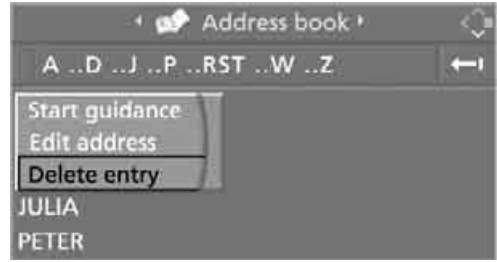 Address book
A ..D ..J ..P ..RST ..W ..Z
Start guidance
Edit address
Delete entry
JULIA
PETER